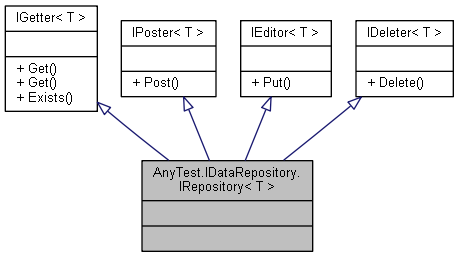 IGetter< T >
+ Get()
+ Get()
+ Exists()
IPoster< T >
+ Post()
IEditor< T >
+ Put()
IDeleter< T >
+ Delete()
AnyTest.IDataRepository.
IRepository< T >